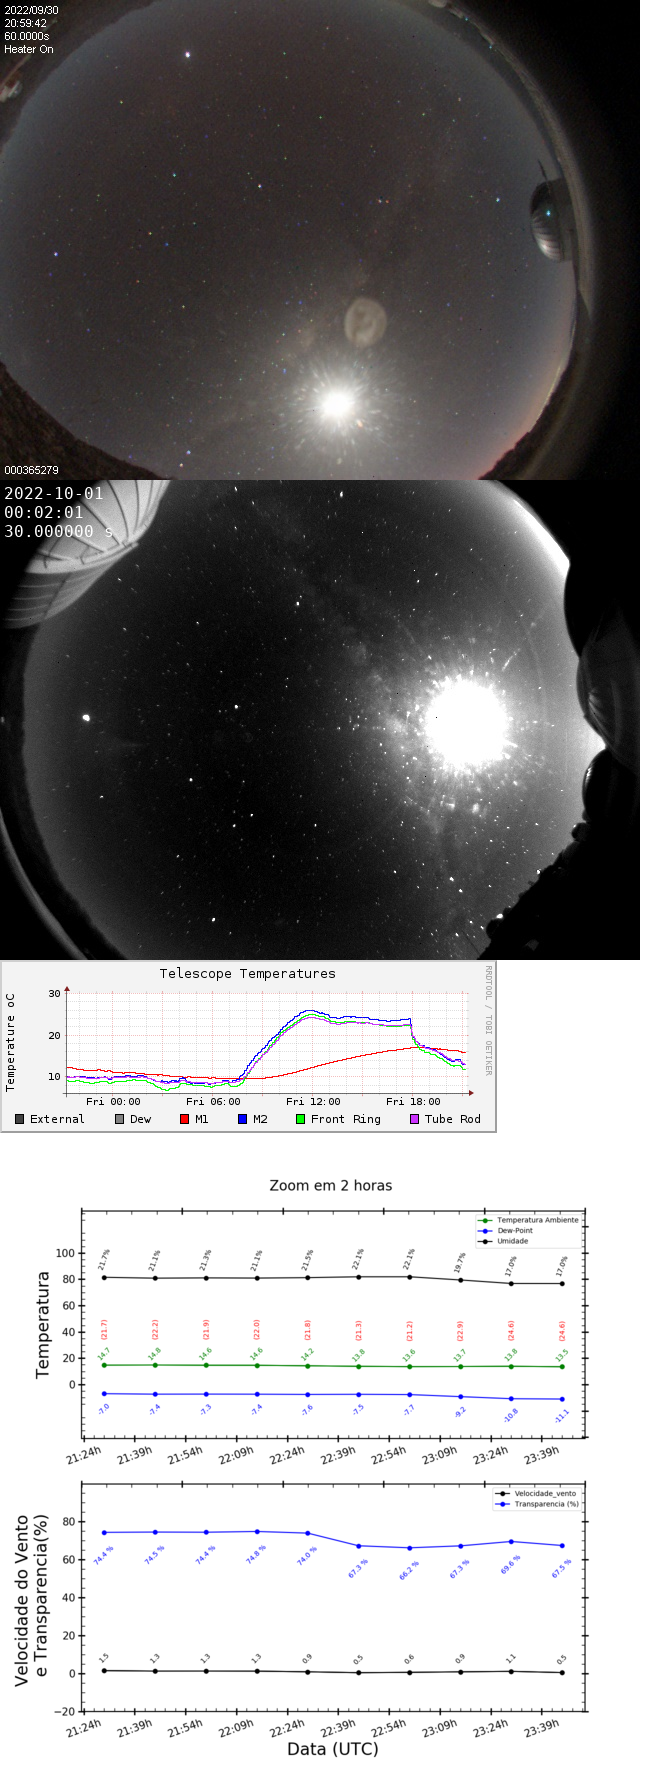 2022/09/30
20:59:42
60.0000s
Heater On
000365279
2022-10-01
00:02:01
30.000000 s
Telescope Temperatures
RRDTOOL / TOBI OETIKER
Temperature oC
30
20
10
Fri 00:00 Fri 06:00 Fri 12:00 Fri 18:00
External Dew M1 M2 Front Ring Tube Rod
Zoom em 2 horas
Temperatura Ambiente
Dew-Point
Umidade
Temperatura
100
80
60
40
20
0
21.7% 21.1% 21.3% 21.1% 21.5% 22.1% 22.1% 19.7% 17.0% 17.0%
(21.7) (22.2) (21.9) (22.0) (21.8) (21.3) (21.2) (22.9) (24.6) (24.6)
14.7 14.8 14.6 14.6 14.2 13.8 13.6 13.7 13.8 13.5
-7.0 -7.4 -7.3 -7.4 -7.6 -7.5 -7.7 -9.2 -10.8 -11.1
21:24h 21:39h 21:54h 22:09h 22:24h 22:39h 22:54h 23:09h 23:24h 23:39h
Velocidade_vento
Transparencia (%)
Velocidade do Vento
e Transparencia(%)
80
60
40
20
0
−20
74.4 % 74.5 % 74.4 % 74.8 % 74.0 % 67.3 % 66.2 % 67.3 % 69.6 % 67.5 %
1.5 1.3 1.3 1.3 0.9 0.5 0.6 0.9 1.1 0.5
21:24h 21:39h 21:54h 22:09h 22:24h 22:39h 22:54h 23:09h 23:24h 23:39h
Data (UTC)